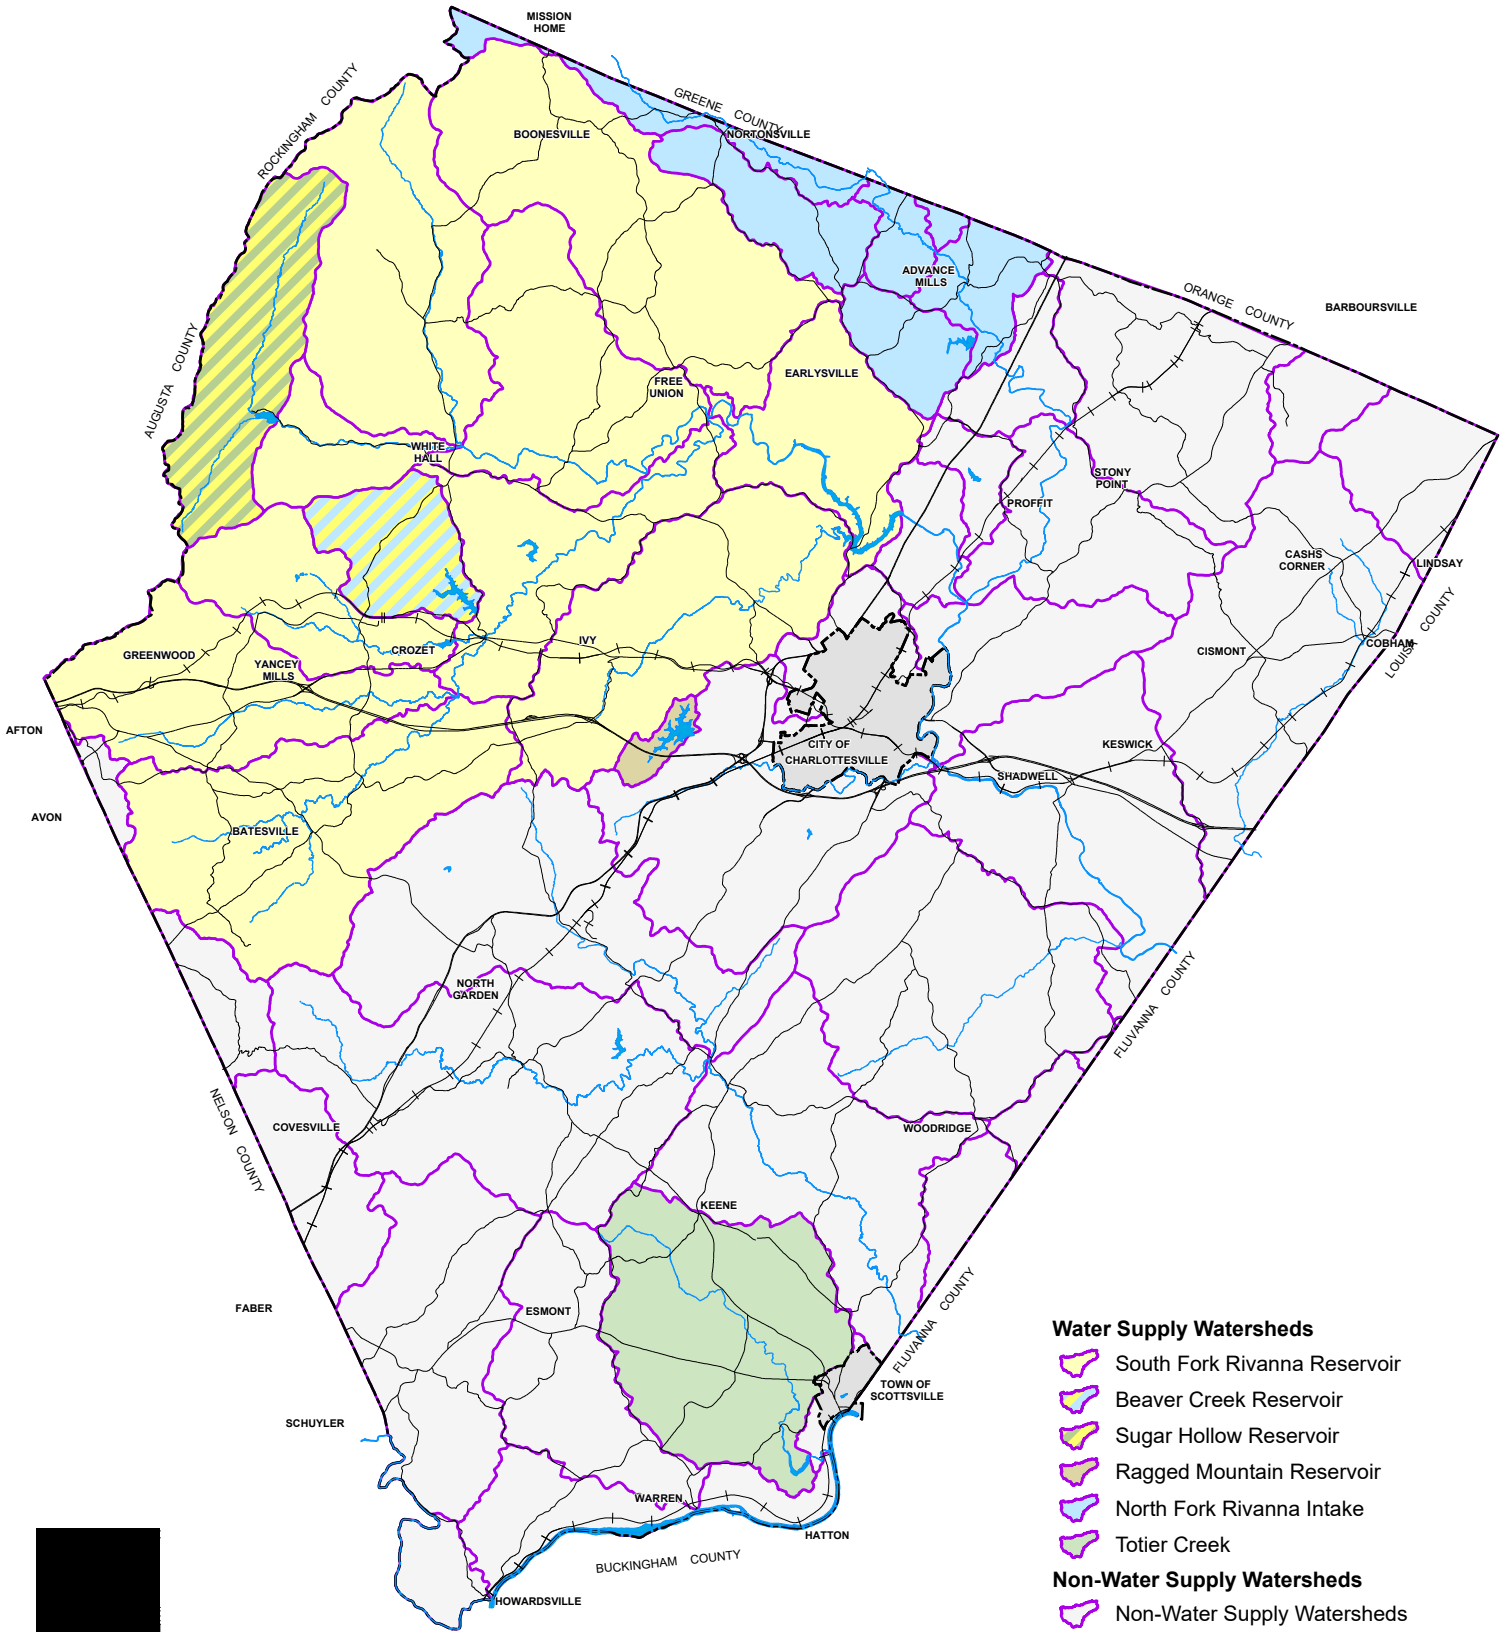 MISSION
HOME
ROCKINGHAM COUNTY
GREENE COUNTY
BOONESVILLE
NORTONSVILLE
ADVANCE
MILLS
ORANGE COUNTY
BARBOURSVILLE
AUGUSTA COUNTY
FREE
UNION
EARLYSVILLE
WHITE
HALL
STONY
POINT
PROFFIT
CASHS
CORNER
LINDSAY
LOUISA COUNTY
COBHAM
CISMONT
GREENWOOD
YANCEY
MILLS
CROZET
IVY
AFTON
CITY OF
CHARLOTTESVILLE
KESWICK
SHADWELL
AVON
BATESVILLE
NORTH
GARDEN
FLUVANNA COUNTY
NELSON COUNTY
COVESVILLE
WOODRIDGE
KEENE
FABER
ESMONT
FLUVANNA COUNTY
TOWN OF
SCOTTSVILLE
SCHUYLER
WARREN
HATTON
BUCKINGHAM COUNTY
HOWARDSVILLE
Water Supply Watersheds
South Fork Rivanna Reservoir
Beaver Creek Reservoir
Sugar Hollow Reservoir
Ragged Mountain Reservoir
North Fork Rivanna Intake
Totier Creek
Non-Water Supply Watersheds
Non-Water Supply Watersheds